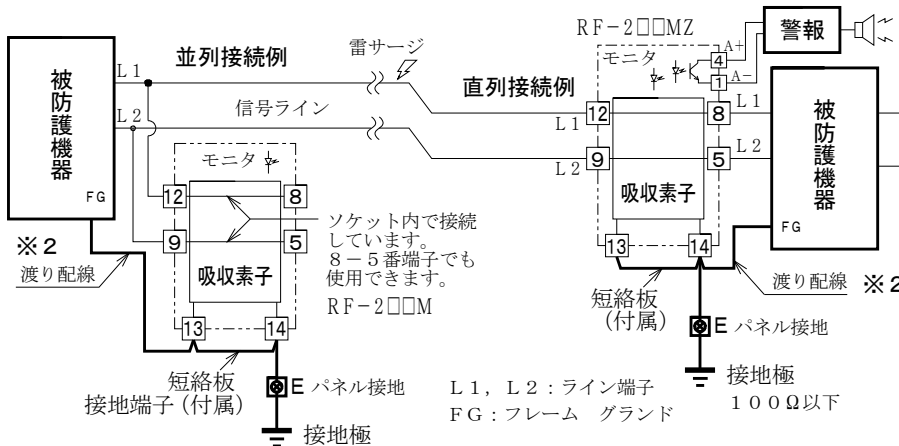 RF-2□□MZ
警報
A+
4
1
A-
モニタ
並列接続例
雷サージ
直列接続例
L1
被防護機器
L2
信号ライン
FG
12
8
L1
L1
9
5
L2
L2
吸収素子
13
14
被防護機器
FG
モニタ
12
8
9
5
吸収素子
13
14
ソケット内で接続
しています。
8-5番端子でも
使用できます。
RF-2□□M
※2
渡り配線
短絡板
(付属)
渡り配線
※2
E パネル接地
接地極
100Ω以下
短絡板
接地端子(付属)
E パネル接地
接地極
L1, L2:ライン端子
FG:フレーム グランド